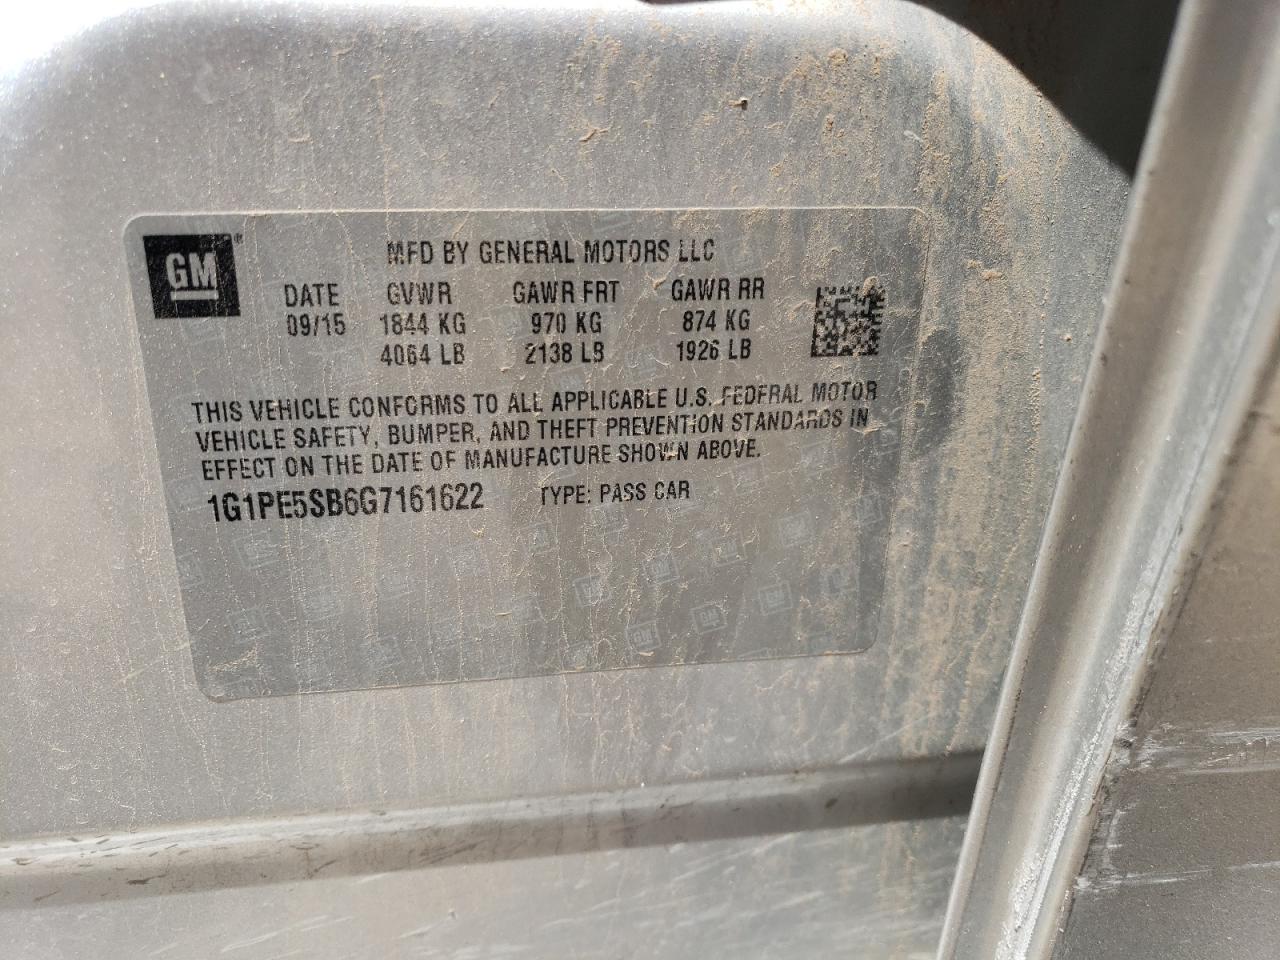 GM®
MFD BY GENERAL MOTORS LLC
DATE GVWR GAWR FRT GAWR RR
09/15 1844 KG 970 KG 874 KG
4064 LB 2138 LB 1926 LB
THIS VEHICLE CONFORMS TO ALL APPLICABLE U.S. FEDERAL MOTOR
VEHICLE SAFETY, BUMPER, AND THEFT PREVENTION STANDARDS IN
EFFECT ON THE DATE OF MANUFACTURE SHOWN ABOVE.
1G1PE5SB6G7161622 TYPE: PASS CAR